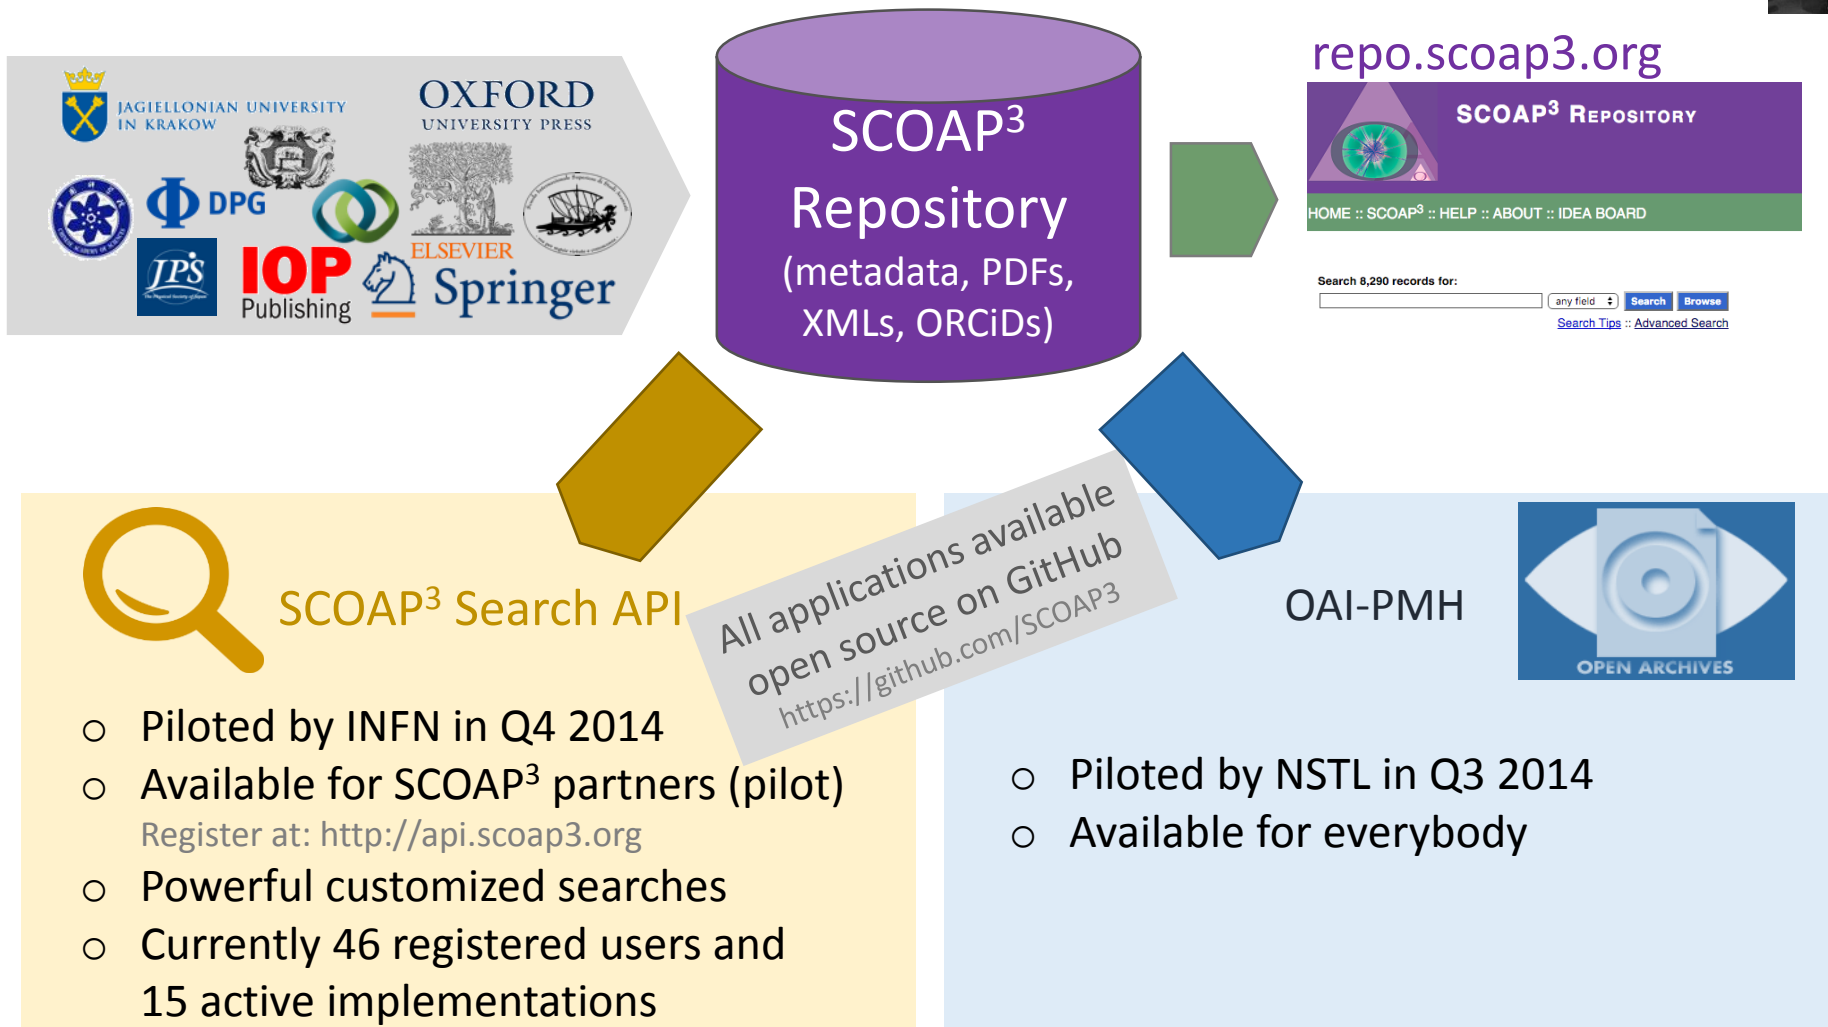 JAGIELLONIAN UNIVERSITY
IN KRAKOW
OXFORD
UNIVERSITY PRESS
DPG
ELSEVIER
JPS
The Physical Society of Japan
IOP
Publishing
Springer
SCOAP³
Repository
(metadata, PDFs,
XMLs, ORCiDs)
repo.scoap3.org
SCOAP³ REPOSITORY
HOME :: SCOAP³ :: HELP :: ABOUT :: IDEA BOARD
Search 8,290 records for:
any field Search Browse
Search Tips :: Advanced Search
SCOAP³ Search API
o Piloted by INFN in Q4 2014
o Available for SCOAP³ partners (pilot)
Register at: http://api.scoap3.org
o Powerful customized searches
o Currently 46 registered users and
15 active implementations
All applications available
open source on GitHub
https://github.com/SCOAP3
OAI-PMH
OPEN ARCHIVES
o Piloted by NSTL in Q3 2014
o Available for everybody